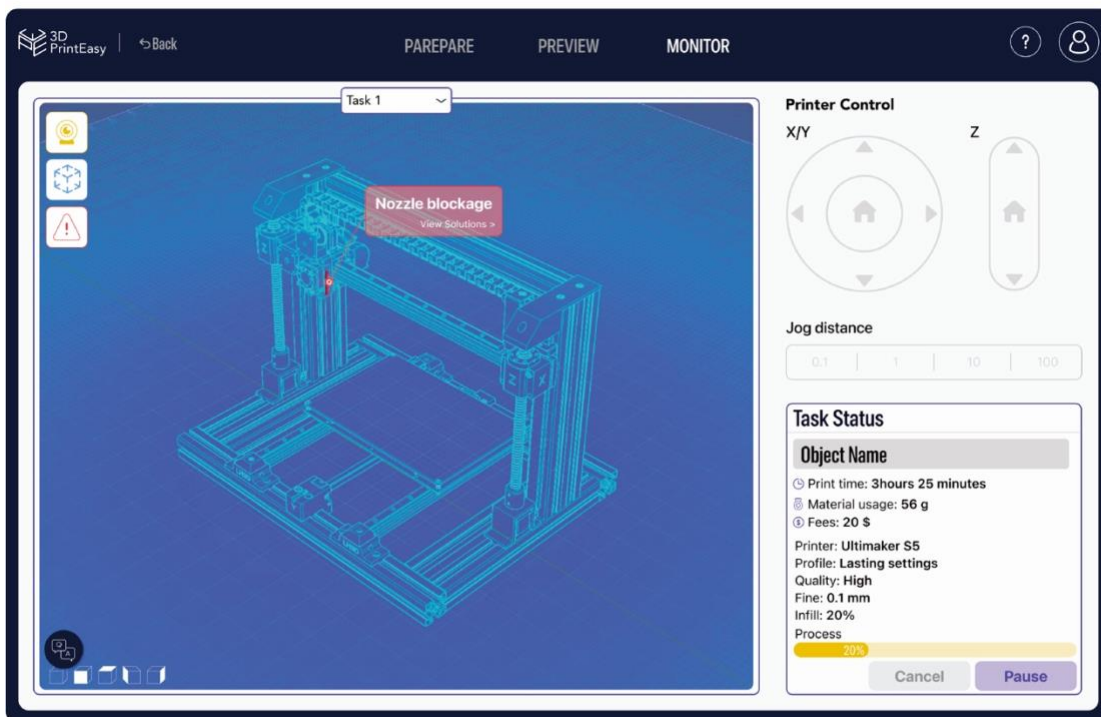 3D
PrintEasy
Back
PAREPARE
PREVIEW
MONITOR
?
Task 1
Printer Control
X/Y
Z
Nozzle blockage
View Solutions >
Z
Z X
Jog distance
0.1 | 1 | 10 | 100
Task Status
Object Name
Print time: 3hours 25 minutes
Material usage: 56 g
Fees: 20 $
Printer: Ultimaker S5
Profile: Lasting settings
Quality: High
Fine: 0.1 mm
Infill: 20%
Process
20%
Cancel
Pause
Q
A